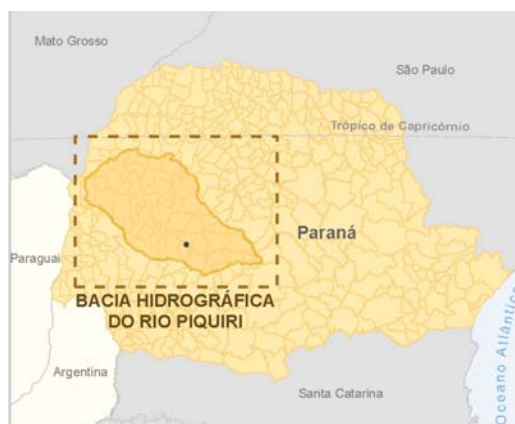 Mato Grosso
São Paulo
Trópico de Capricórnio
Paraná
Paraguai
BACIA HIDROGRÁFICA
DO RIO PIQUIRI
Argentina
Santa Catarina
Oceano Atlântico